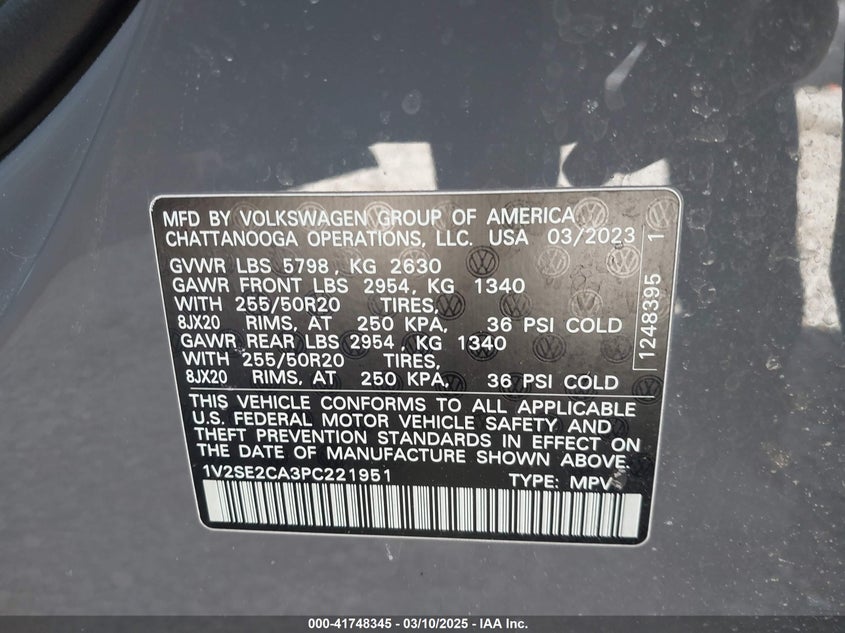 MFD BY VOLKSWAGEN GROUP OF AMERICA
CHATTANOOGA OPERATIONS, LLC. USA 03/2023
GVWR LBS 5798, KG 2630
GAWR FRONT LBS 2954, KG 1340
WITH 255/50R20 TIRES,
8JX20 RIMS, AT 250 KPA, 36 PSI COLD
GAWR REAR LBS 2954, KG 1340
WITH 255/50R20 TIRES,
8JX20 RIMS, AT 250 KPA, 36 PSI COLD
THIS VEHICLE CONFORMS TO ALL APPLICABLE
U.S. FEDERAL MOTOR VEHICLE SAFETY AND
THEFT PREVENTION STANDARDS IN EFFECT ON
THE DATE OF MANUFACTURE SHOWN ABOVE.
1V2SE2CA3PC221951 TYPE: MPV
1248395 1
000-41748345 — 03/10/2025 — IAA Inc.